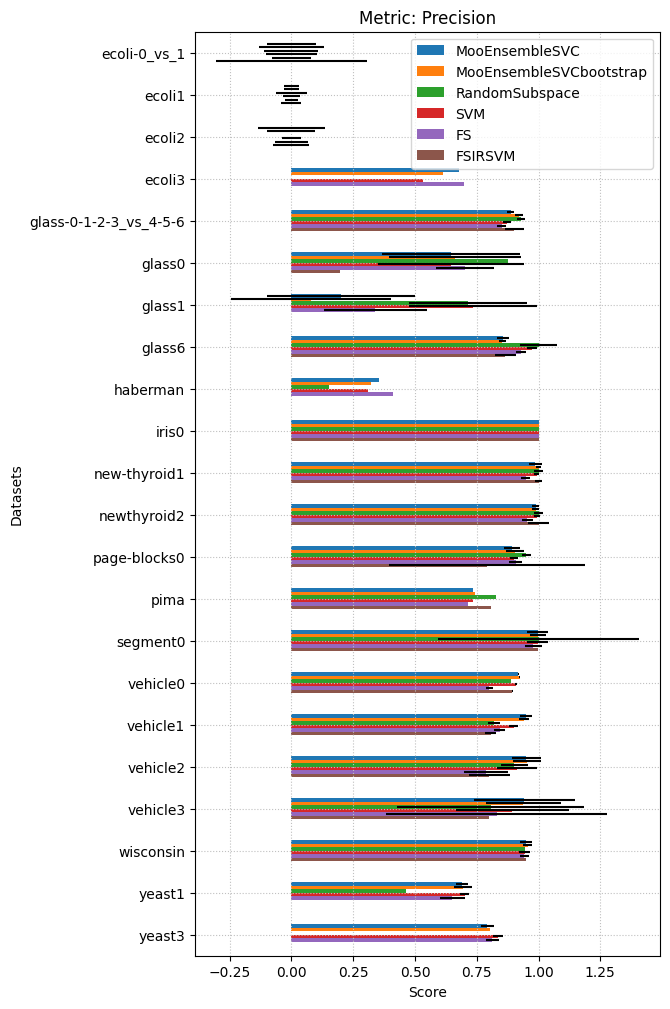 Metric: Precision
MooEnsembleSVC
MooEnsembleSVCbootstrap
RandomSubspace
SVM
FS
FSIRSVM
Datasets
ecoli-0_vs_1
ecoli1
ecoli2
ecoli3
glass-0-1-2-3_vs_4-5-6
glass0
glass1
glass6
haberman
iris0
new-thyroid1
newthyroid2
page-blocks0
pima
segment0
vehicle0
vehicle1
vehicle2
vehicle3
wisconsin
yeast1
yeast3
−0.25 0.00 0.25 0.50 0.75 1.00 1.25
Score